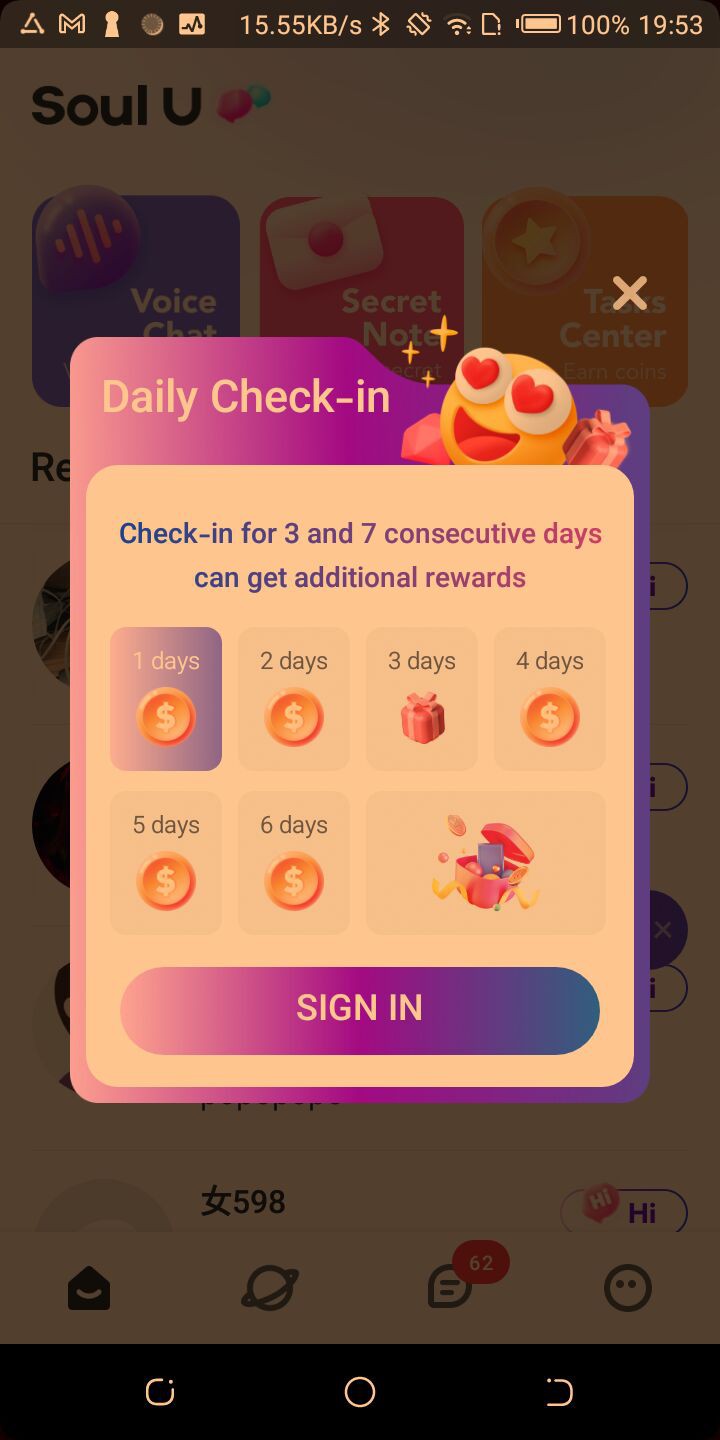 15.55KB/s 100% 19:53
Soul U
Voice
Chat
Secret
Note
secret
Tasks
Center
Earn coins
Daily Check-in
Re
Check-in for 3 and 7 consecutive days
can get additional rewards
1 days
2 days
3 days
4 days
5 days
6 days
SIGN IN
女598
Hi
Hi
62